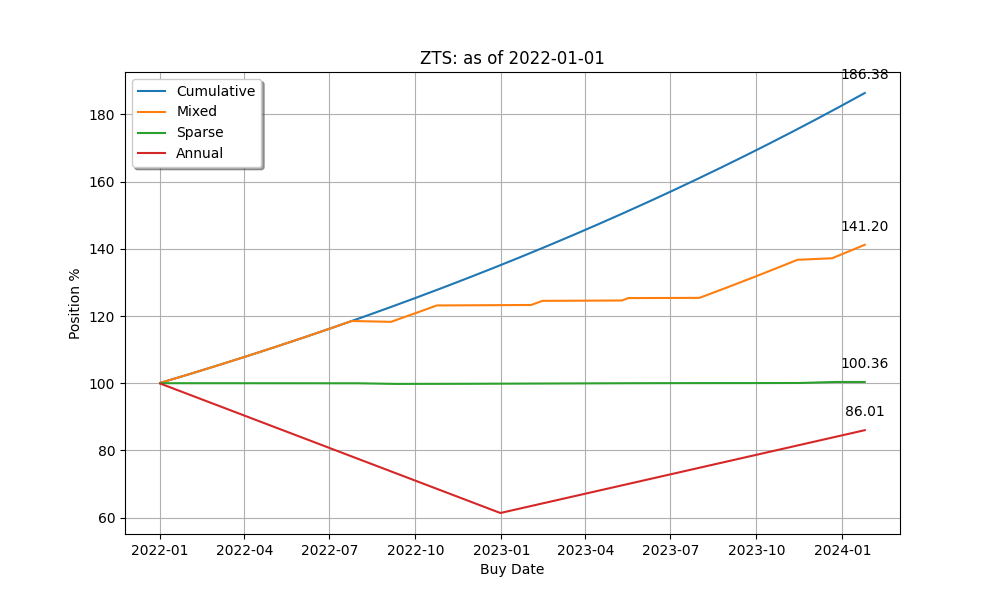 ZTS: as of 2022-01-01
Cumulative
Mixed
Sparse
Annual
186.38
141.20
100.36
86.01
Position %
180
160
140
120
100
80
60
2022-01 2022-04 2022-07 2022-10 2023-01 2023-04 2023-07 2023-10 2024-01
Buy Date